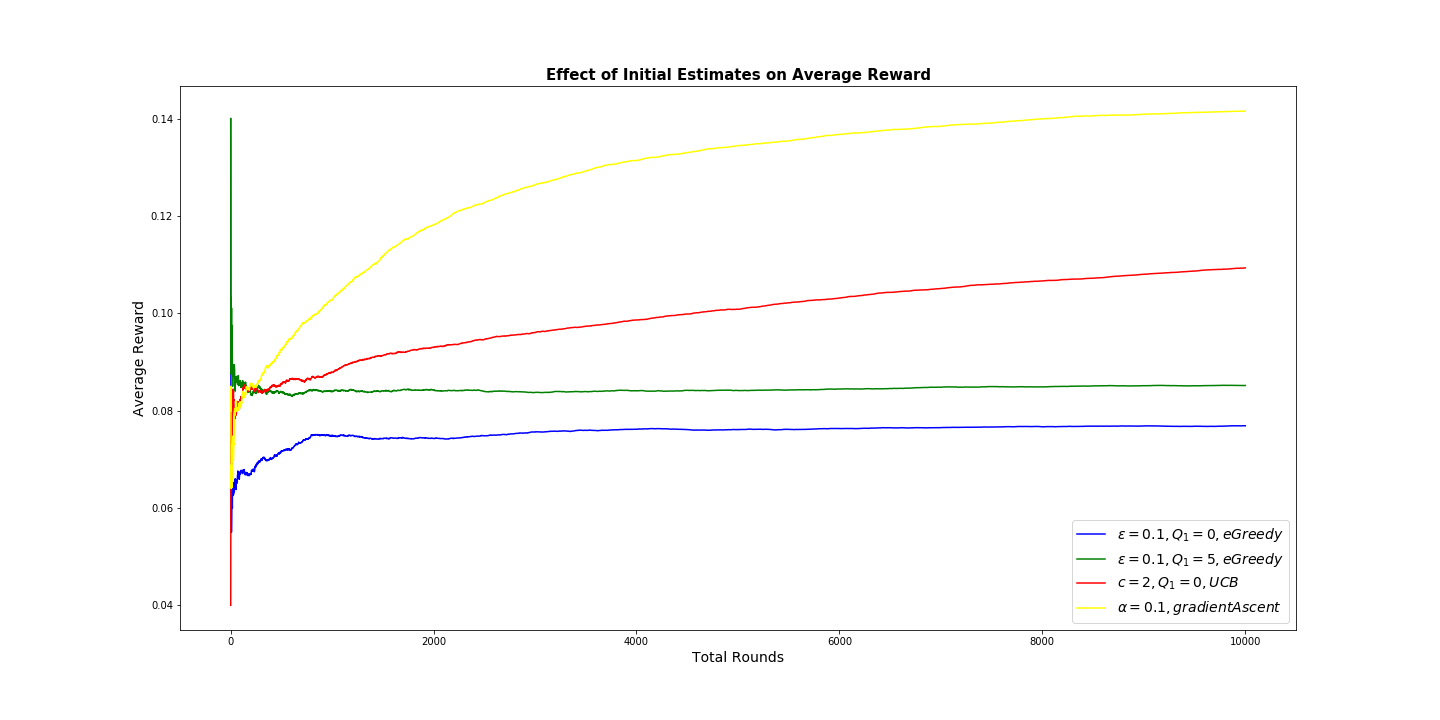 Effect of Initial Estimates on Average Reward
0.14
0.12
0.10
0.08
0.06
0.04
Average Reward
0 2000 4000 6000 8000 10000
Total Rounds
ε = 0.1, Q₁ = 0, eGreedy
ε = 0.1, Q₁ = 5, eGreedy
c = 2, Q₁ = 0, UCB
α = 0.1, gradientAscent